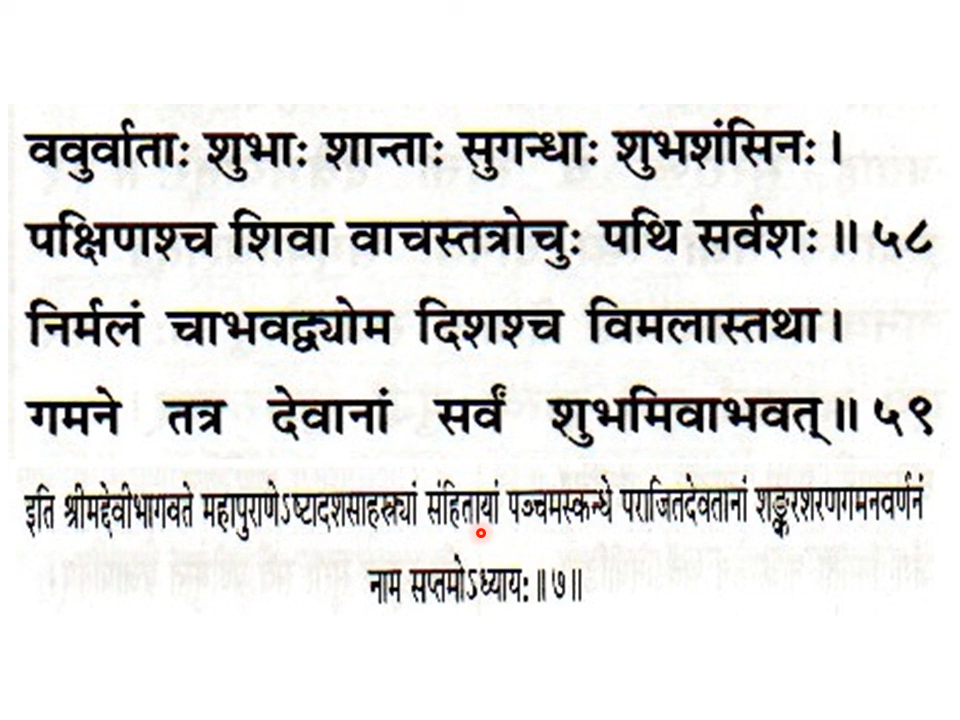 ववुर्वाताः शुभाः शान्ताः सुगन्धाः शुभशंसिनः।
पक्षिणश्च शिवा वाचस्तत्रोचुः पथि सर्वशः॥ ५८
निर्मलं चाभवद्व्योम दिशश्च विमलास्तथा।
गमने तत्र देवानां सर्वं शुभमिवाभवत्॥ ५९
इति श्रीमद्देवीभागवते महापुराणेऽष्टादशसाहस्र्यां संहितायां पञ्चमस्कन्धे पराजितदेवतानां शङ्करशरणगमनवर्णनं
नाम सप्तमोऽध्यायः॥७॥